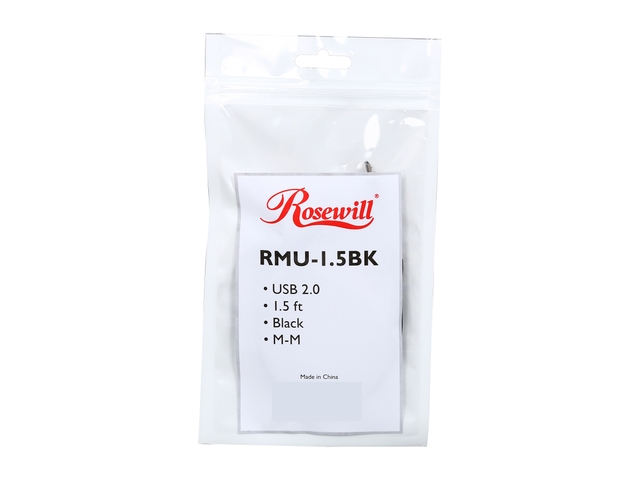 Rosewill®
RMU-1.5BK
• USB 2.0
• 1.5 ft
• Black
• M-M
Made in China